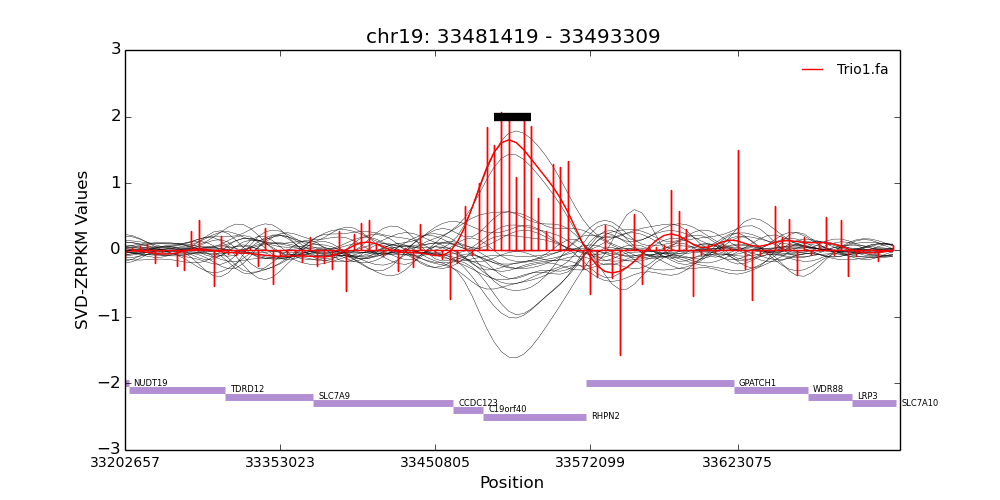 chr19: 33481419 - 33493309
Trio1.fa
SVD-ZRPKM Values
3
2
1
0
−1
−2
−3
NUDT19
TDRD12
SLC7A9
CCDC123
C19orf40
RHPN2
GPATCH1
WDR88
LRP3
SLC7A10
33202657 33353023 33450805 33572099 33623075
Position